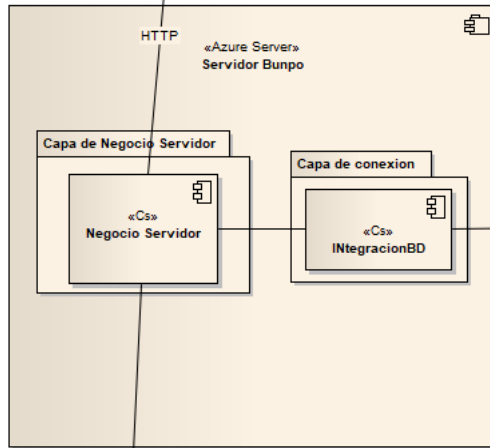 HTTP
«Azure Server»
Servidor Bunpo
Capa de Negocio Servidor
Capa de conexion
«Cs»
Negocio Servidor
«Cs»
INtegracionBD